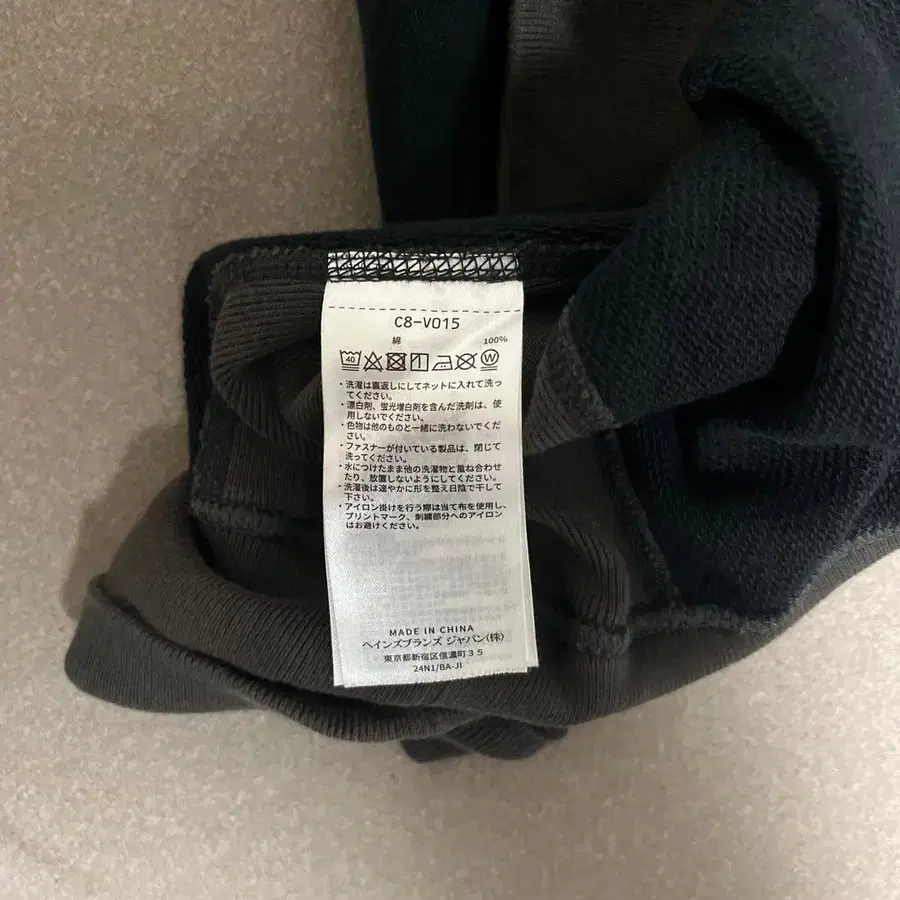 C8-V015
綿 100%
40 W
・洗濯は裏返しにしてネットに入れて洗っ
てください。
・漂白剤、蛍光増白剤を含んだ洗剤は、使
用しないでください。
・色物は他のものと一緒に洗わないでくだ
さい。
・ファスナーが付いている製品は、閉じて
洗ってください。
・水につけたまま他の洗濯物と重ね合わせ
たり、放置しないようにしてください。
・洗濯後は速やかに形を整え日陰で干して
下さい。
・アイロン掛けを行う際は当て布を使用し、
プリントマーク、刺繍部分へのアイロン
はお避けください。
MADE IN CHINA
ヘインズブランズ ジャパン(株)
東京都新宿区信濃町35
24N1/BA-JI